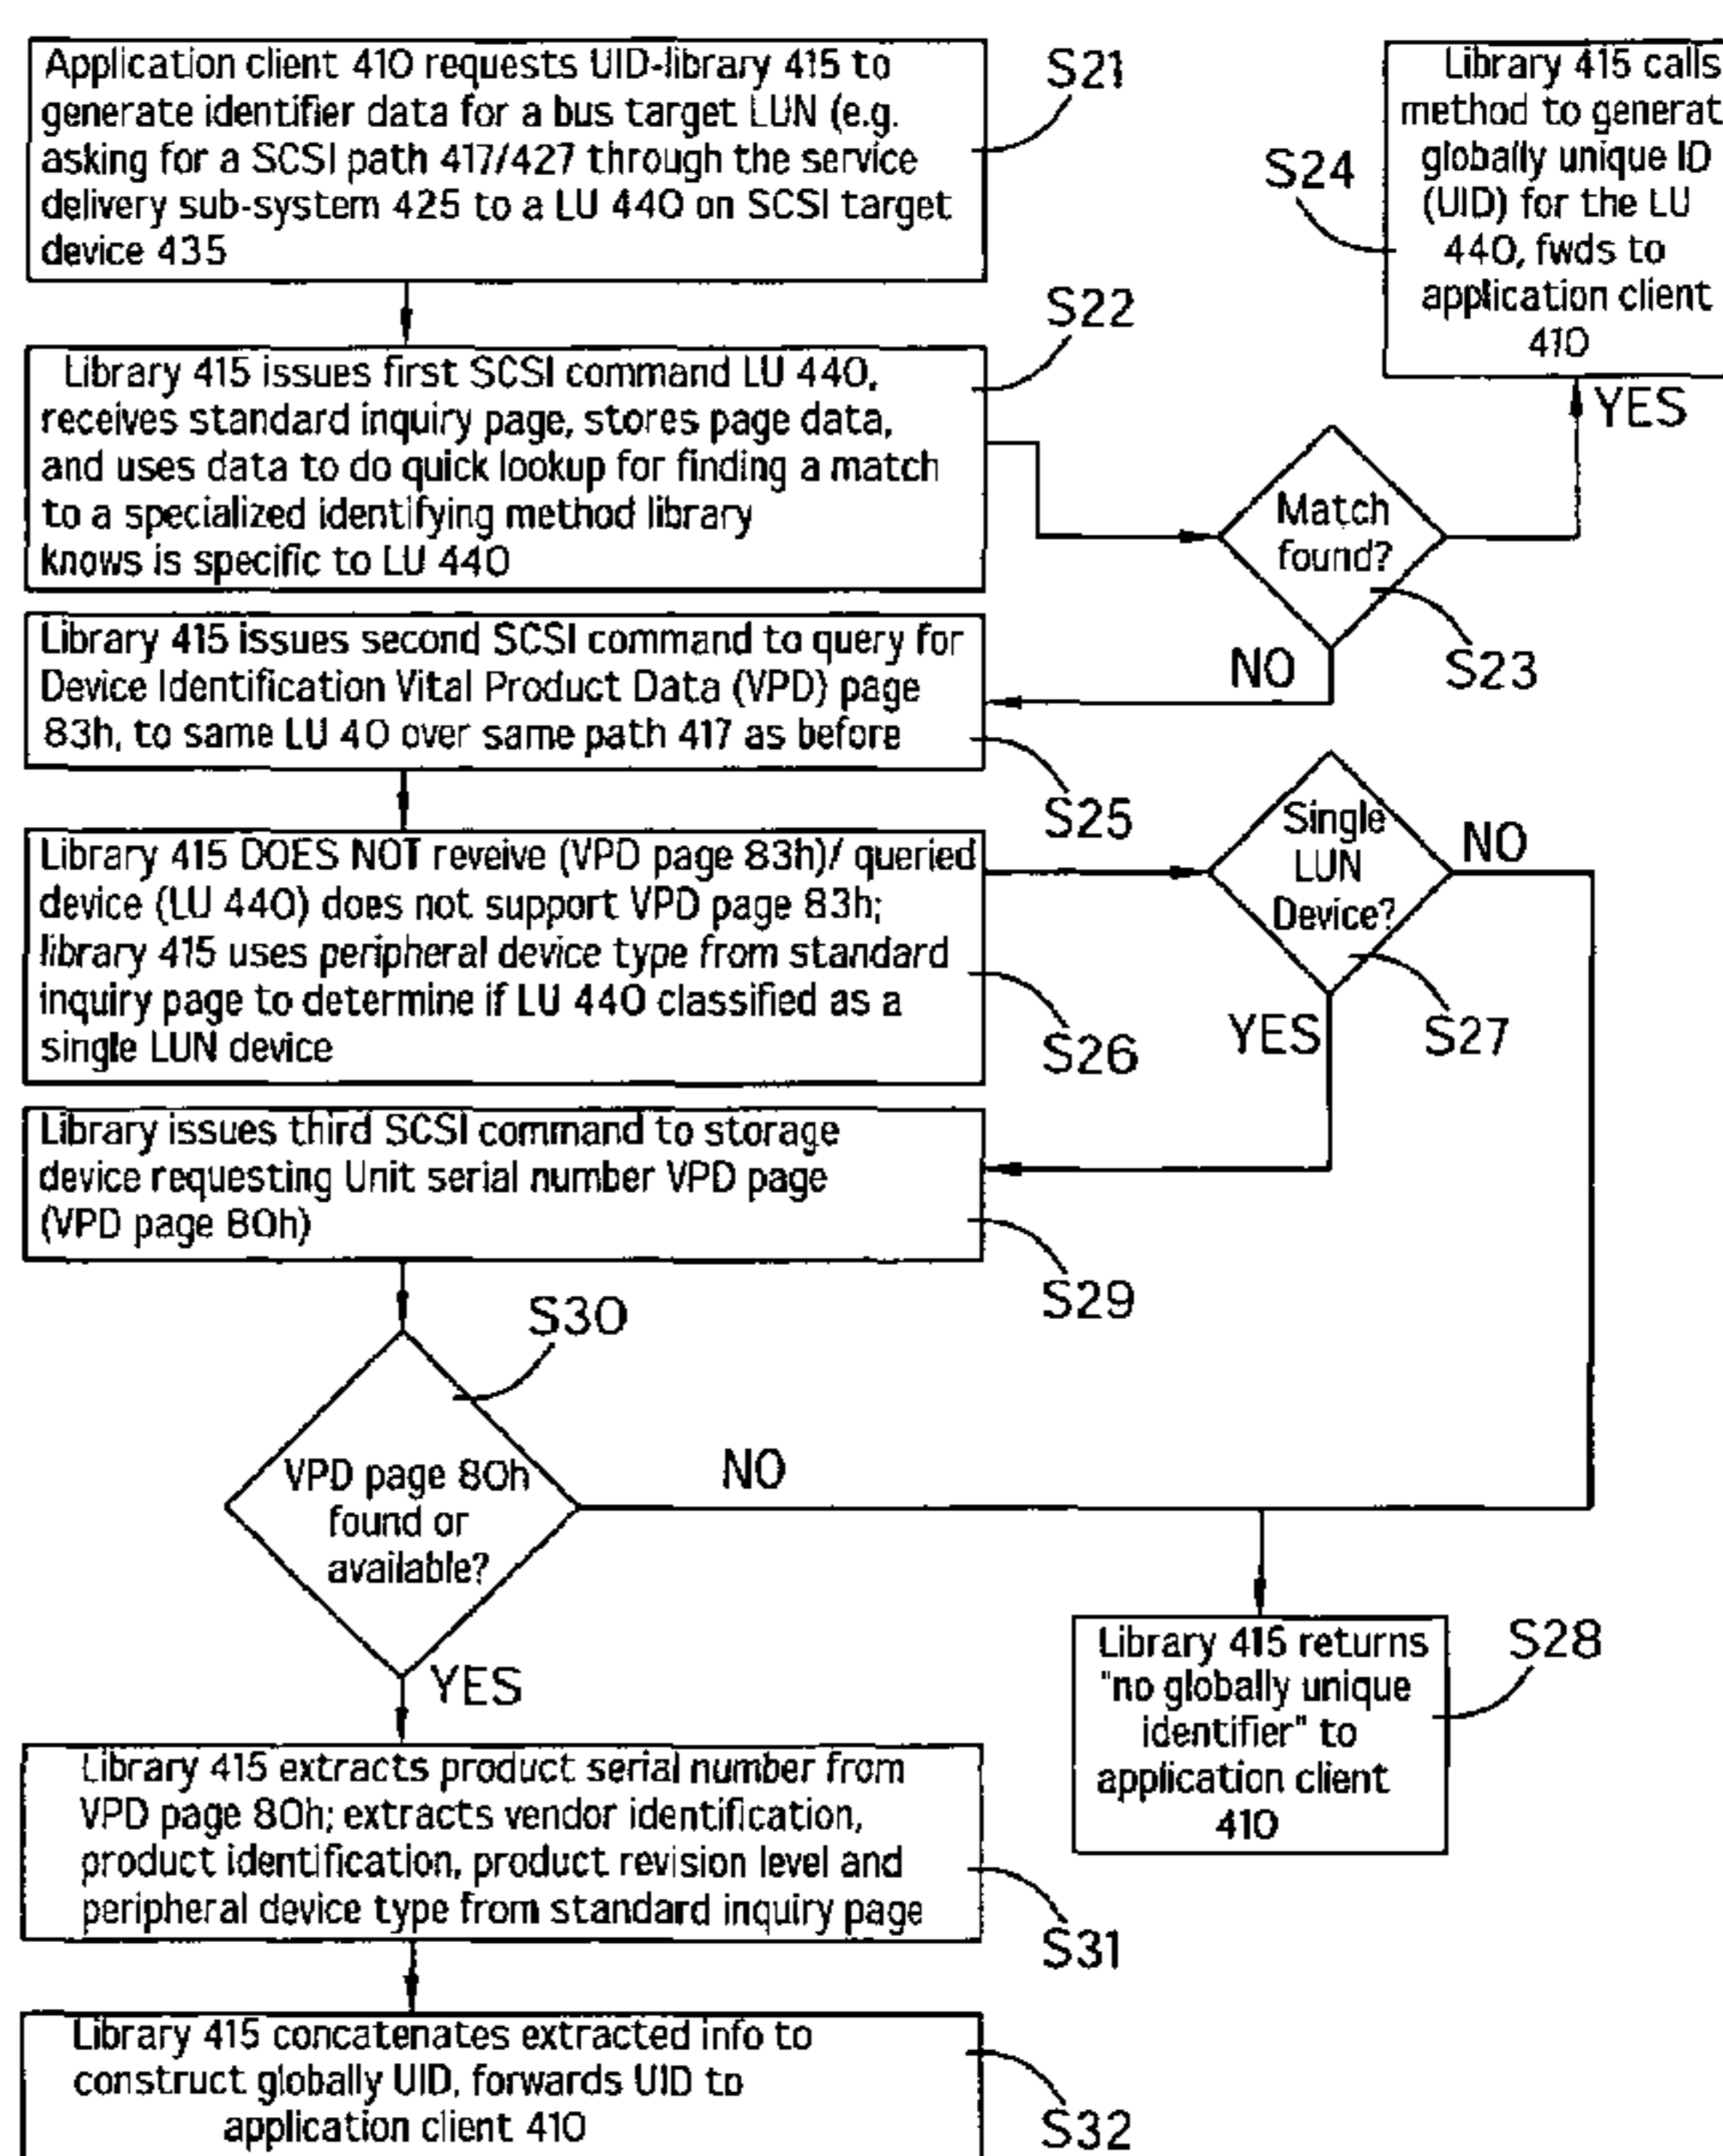 Application client 410 requests UID-library 415 to
generate identifier data for a bus target LUN (e.g.
asking for a SCSI path 417/427 through the service
delivery sub-system 425 to a LU 440 on SCSI target
device 435
S21
Library 415 calls
method to generat
globally unique ID
(UID) for the LU
440, fwds to
application client
410
S24
YES
Library 415 issues first SCSI command LU 440,
receives standard inquiry page, stores page data,
and uses data to do quick lookup for finding a match
to a specialized identifying method library
knows is specific to LU 440
S22
Match
found?
S23
NO
Library 415 issues second SCSI command to query for
Device Identification Vital Product Data (VPD) page
83h, to same LU 40 over same path 417 as before
S25
Library 415 DOES NOT reveive (VPD page 83h)/ queried
device (LU 440) does not support VPD page 83h;
library 415 uses peripheral device type from standard
inquiry page to determine if LU 440 classified as a
single LUN device
S26
Single
LUN
Device?
NO
YES
S27
Library issues third SCSI command to storage
device requesting Unit serial number VPD page
(VPD page 80h)
S29
S30
VPD page 80h
found or
available?
NO
YES
Library 415 returns
"no globally unique
identifier" to
application client
410
S28
Library 415 extracts product serial number from
VPD page 80h; extracts vendor identification,
product identification, product revision level and
peripheral device type from standard inquiry page
S31
Library 415 concatenates extracted info to
construct globally UID, forwards UID to
application client 410
S32